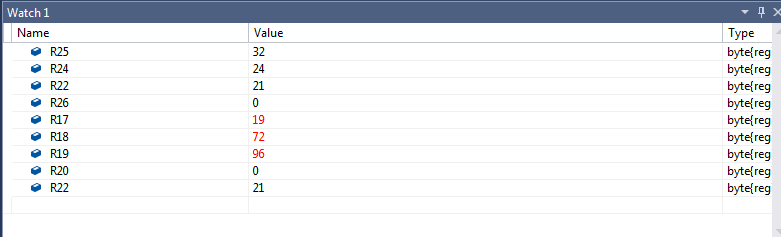 Watch 1
Name Value Type
R25 32 byte{reg
R24 24 byte{reg
R22 21 byte{reg
R26 0 byte{reg
R17 19 byte{reg
R18 72 byte{reg
R19 96 byte{reg
R20 0 byte{reg
R22 21 byte{reg